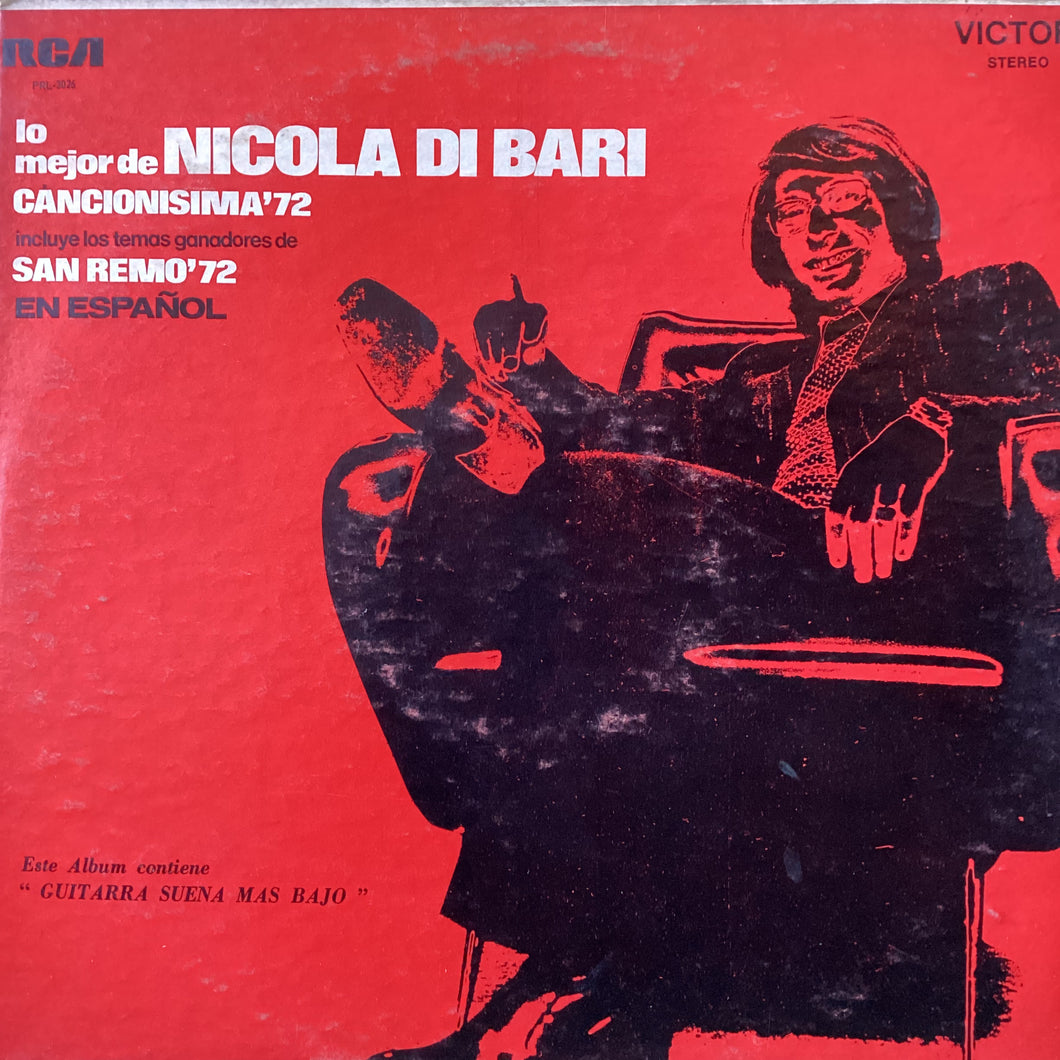 RCA
PRL-3026
VICTOR
STEREO
lo
mejor de NICOLA DI BARI
CANCIONISIMA'72
incluye los temas ganadores de
SAN REMO'72
EN ESPAÑOL
Este Album contiene
" GUITARRA SUENA MAS BAJO "